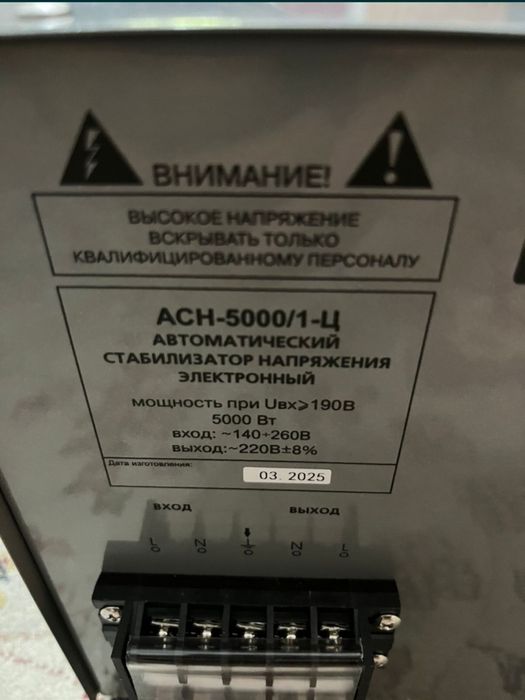 ВНИМАНИЕ!
ВЫСОКОЕ НАПРЯЖЕНИЕ
ВСКРЫВАТЬ ТОЛЬКО
КВАЛИФИЦИРОВАННОМУ ПЕРСОНАЛУ
АСН-5000/1-Ц
АВТОМАТИЧЕСКИЙ
СТАБИЛИЗАТОР НАПРЯЖЕНИЯ
ЭЛЕКТРОННЫЙ
МОЩНОСТЬ при Uвх⩾190В
5000 Вт
ВХОД: ~140÷260В
ВЫХОД:~220В±8%
Дата изготовления: 03. 2025
ВХОД ВЫХОД
L N N L